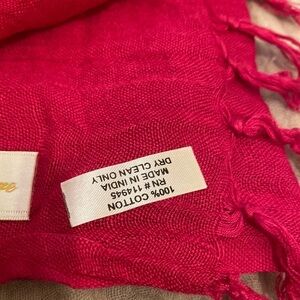 100% COTTON
RN # 114945
MADE IN INDIA
DRY CLEAN ONLY